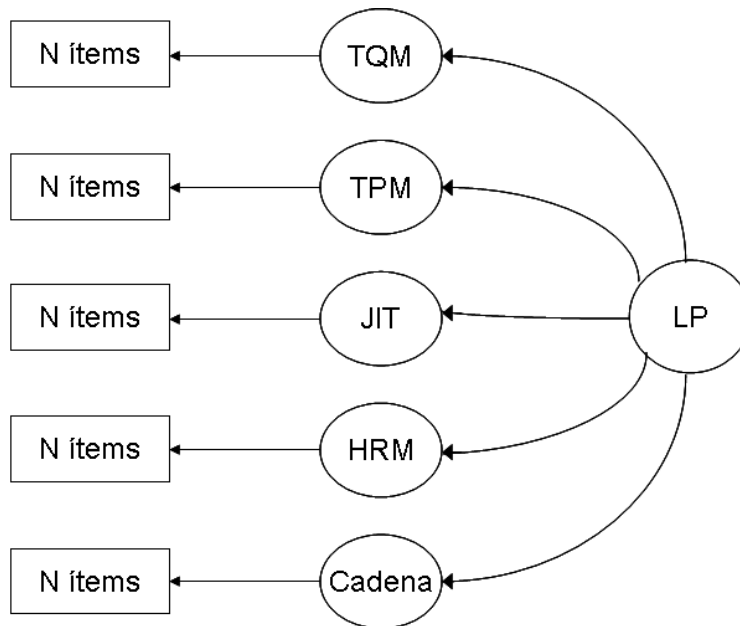 N ítems
TQM
N ítems
TPM
N ítems
JIT
LP
N ítems
HRM
N ítems
Cadena